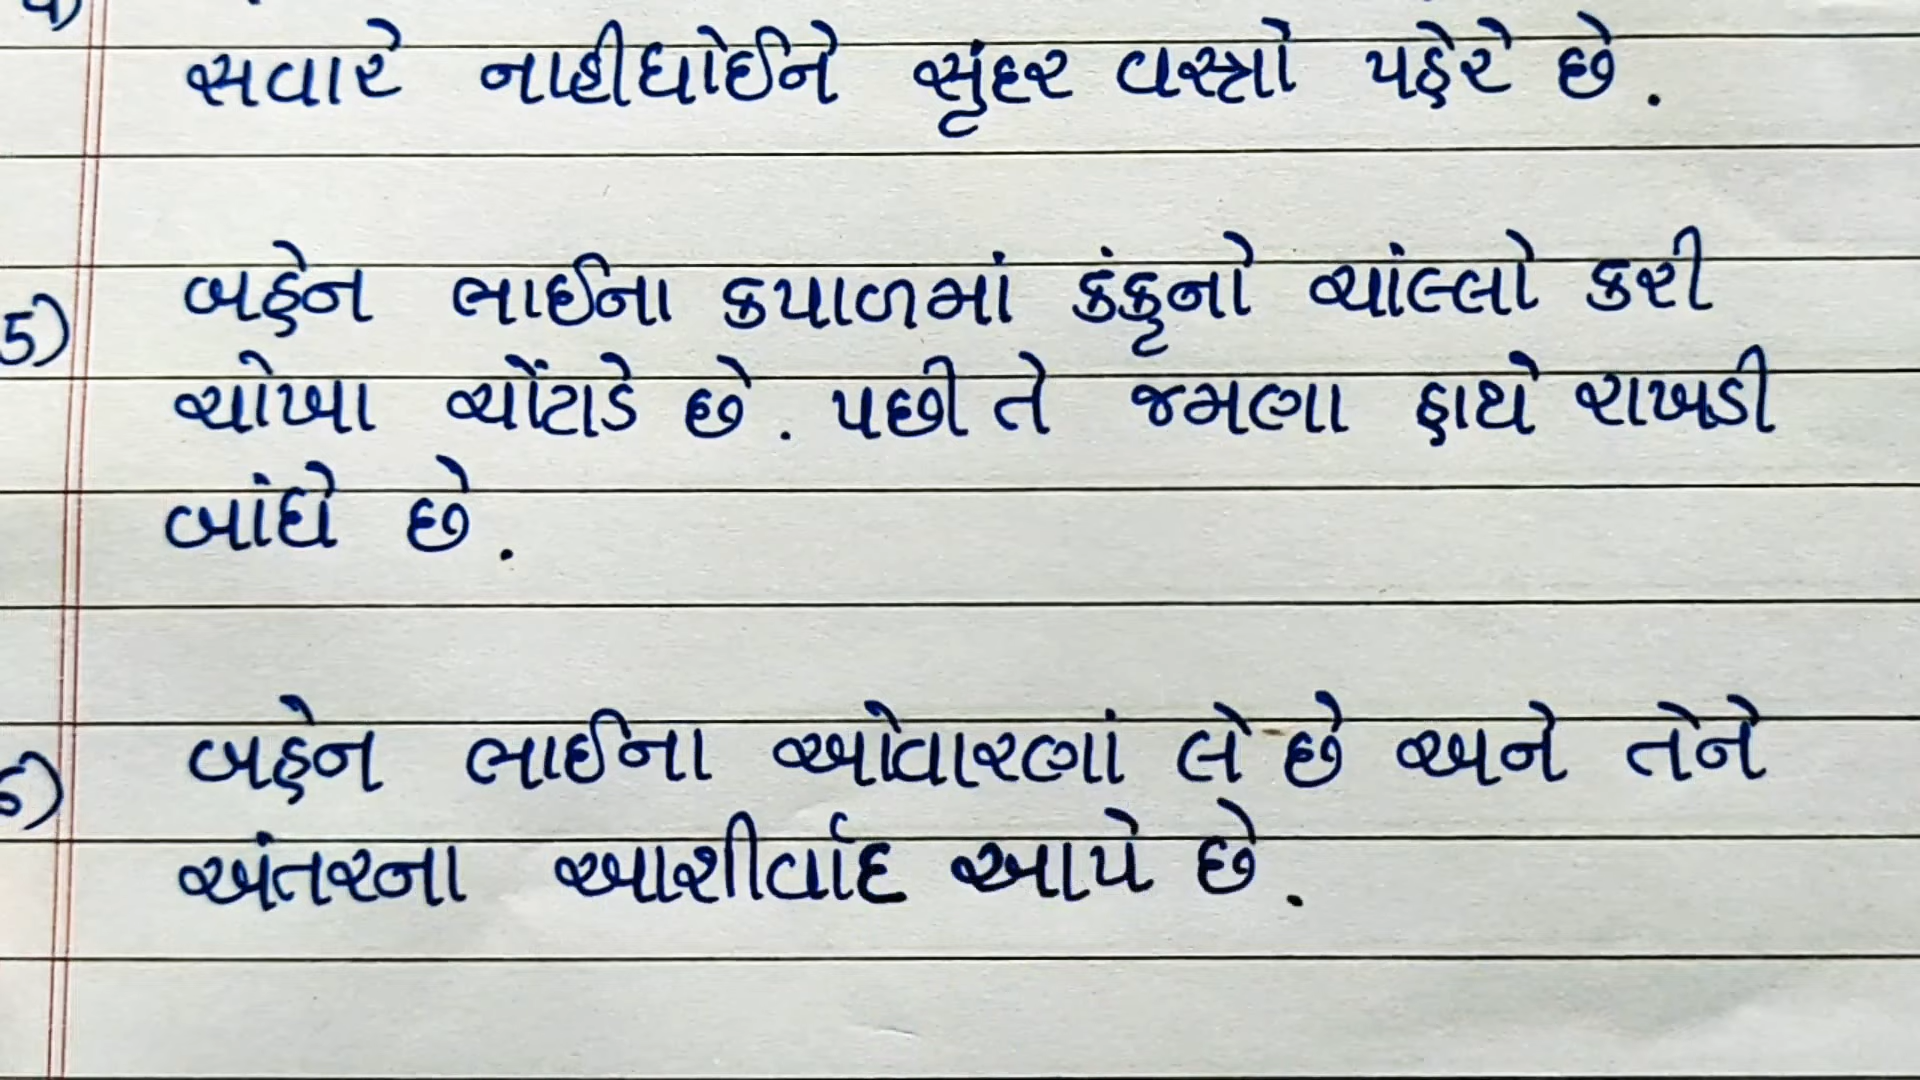 સવારે નાહીધોઈને સુંદર વસ્ત્રો પહેરે છે.
5) બહેન ભાઈના કપાળમાં કંકુનો ચાંલ્લો કરી
ચોખા ચોંટાડે છે. પછી તે જમણા હાથે રાખડી
બાંધે છે.
6) બહેન ભાઈના ઓવારણાં લે છે અને તેને
અંતરના આશીર્વાદ આપે છે.